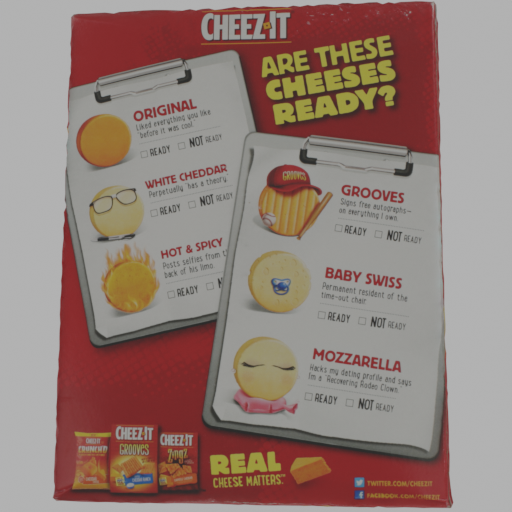 CHEEZ-IT
ARE THESE
CHEESES
READY?
ORIGINAL
Liked everything you like
before it was cool.
READY NOT READY
WHITE CHEDDAR
Perpetually "has a theory."
READY NOT READY
HOT & SPICY
Posts selfies from
back of his limo.
READY
GROOVES
GROOVES
Signs free autographs—
on everything I own.
READY NOT READY
BABY SWISS
Permanent resident of the
time-out chair.
READY NOT READY
MOZZARELLA
Hacks my dating profile and says
I'm a "Recovering Rodeo Clown."
READY NOT READY
CHEEZ-IT
CHEEZ-IT
GROOVES
CHEEZ-IT
Zingz
REAL
CHEESE MATTERS.™
TWITTER.COM/CHEEZIT
FACEBOOK.COM/CHEEZIT